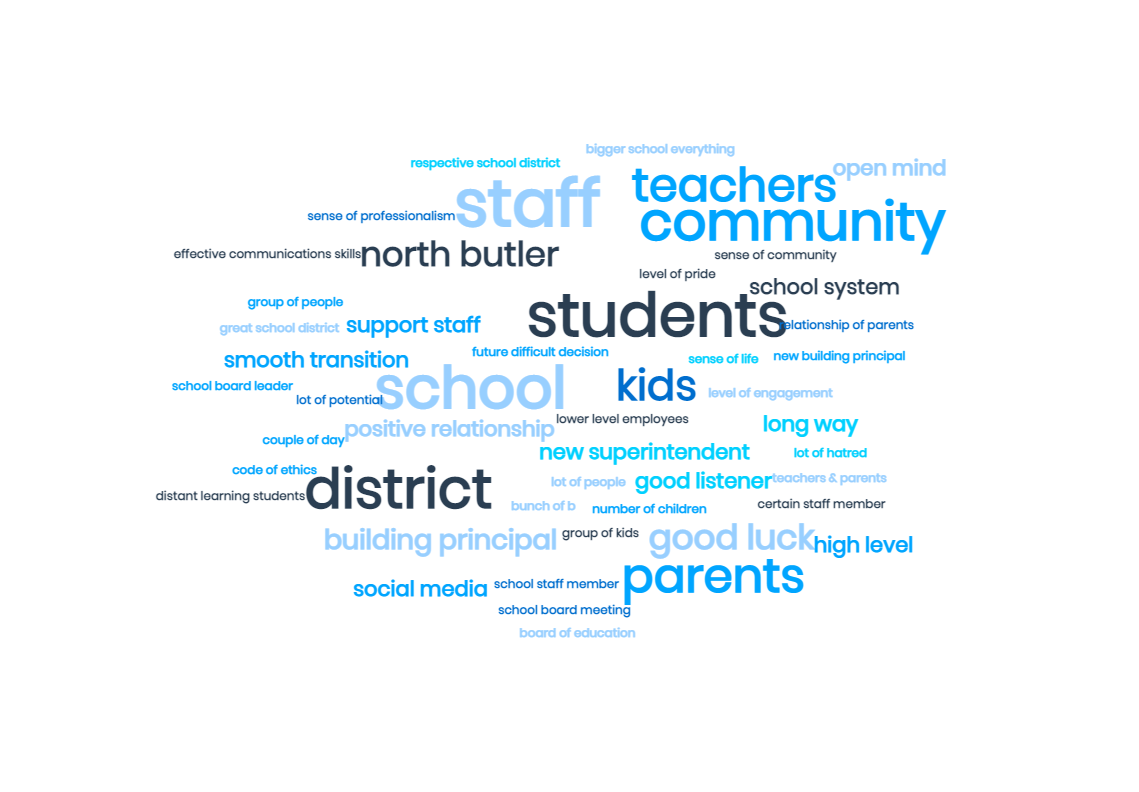 bigger school everything
respective school district
open mind
teachers
staff
community
sense of professionalism
north butler
effective communications skills
sense of community
level of pride
school system
group of people
students
support staff
relationship of parents
great school district
future difficult decision
new building principal
smooth transition
sense of life
school board leader
school
kids
level of engagement
lot of potential
lower level employees
long way
positive relationship
couple of day
new superintendent
lot of hatred
code of ethics
district
lot of people
good listener
teachers & parents
distant learning students
bunch of b
number of children
certain staff member
building principal
group of kids
good luck
high level
parents
social media
school staff member
school board meeting
board of education